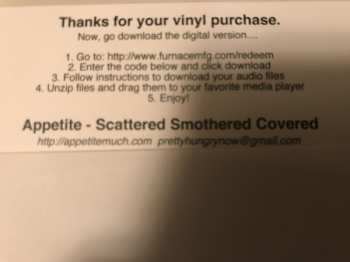 Thanks for your vinyl purchase.
Now, go download the digital version....
1. Go to: http://www.furnacemfg.com/redeem
2. Enter the code below and click download
3. Follow instructions to download your audio files
4. Unzip files and drag them to your favorite media player
5. Enjoy!
Appetite - Scattered Smothered Covered
http://appetitemuch.com prettyhungrynow@gmail.com